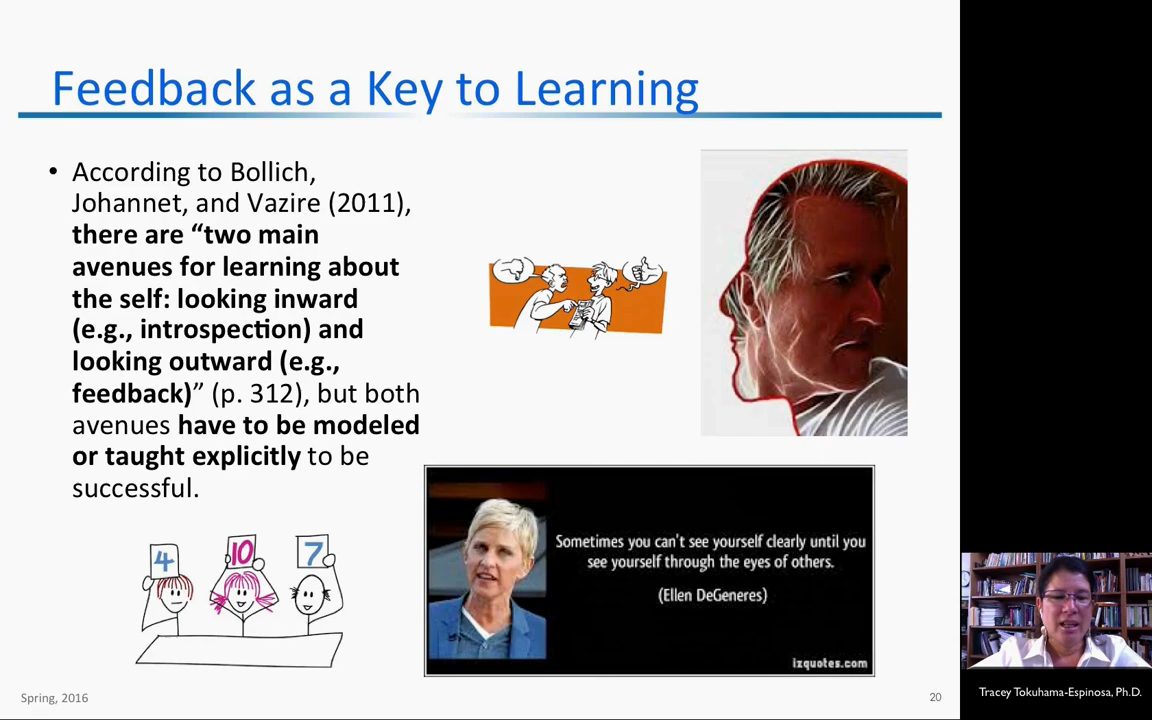 Feedback as a Key to Learning
• According to Bollich,
Johannet, and Vazire (2011),
there are “two main
avenues for learning about
the self: looking inward
(e.g., introspection) and
looking outward (e.g.,
feedback)” (p. 312), but both
avenues have to be modeled
or taught explicitly to be
successful.
4
10
7
Sometimes you can't see yourself clearly until you
see yourself through the eyes of others.
(Ellen DeGeneres)
izquotes.com
Spring, 2016
20
Tracey Tokuhama-Espinosa, Ph.D.